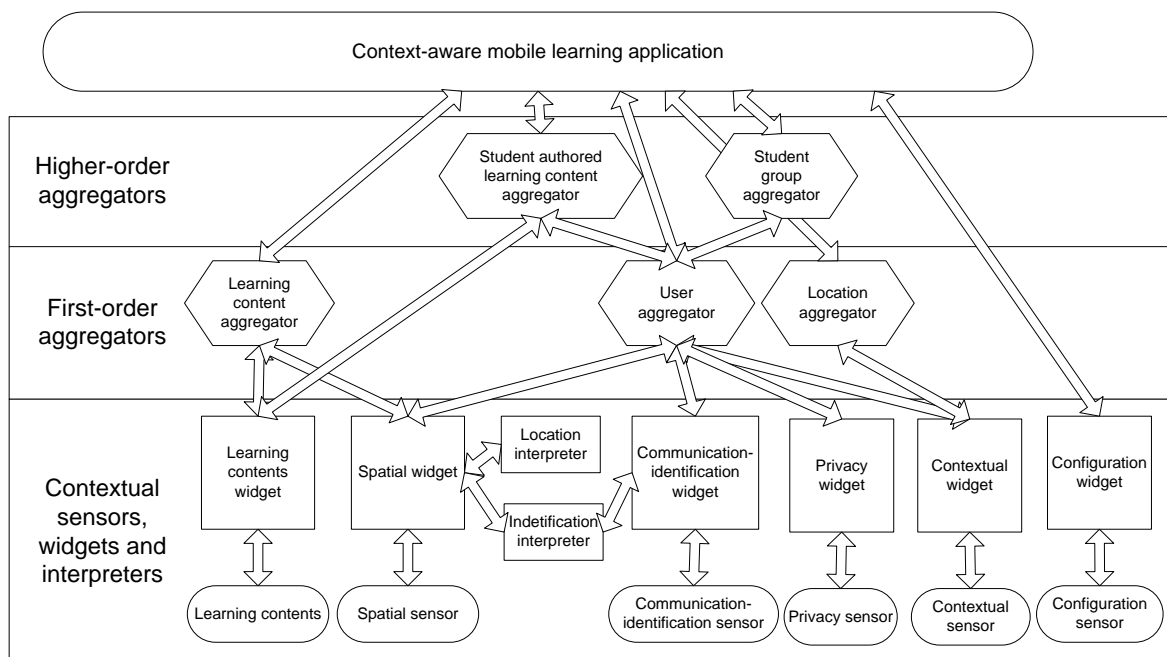 Context-aware mobile learning application
Higher-order
aggregators
Student authored
learning content
aggregator
Student
group
aggregator
First-order
aggregators
Learning
content
aggregator
User
aggregator
Location
aggregator
Contextual
sensors,
widgets and
interpreters
Learning
contents
widget
Spatial widget
Location
interpreter
Indetification
interpreter
Communication-
identification
widget
Privacy
widget
Contextual
widget
Configuration
widget
Learning contents
Spatial sensor
Communication-
identification sensor
Privacy sensor
Contextual
sensor
Configuration
sensor